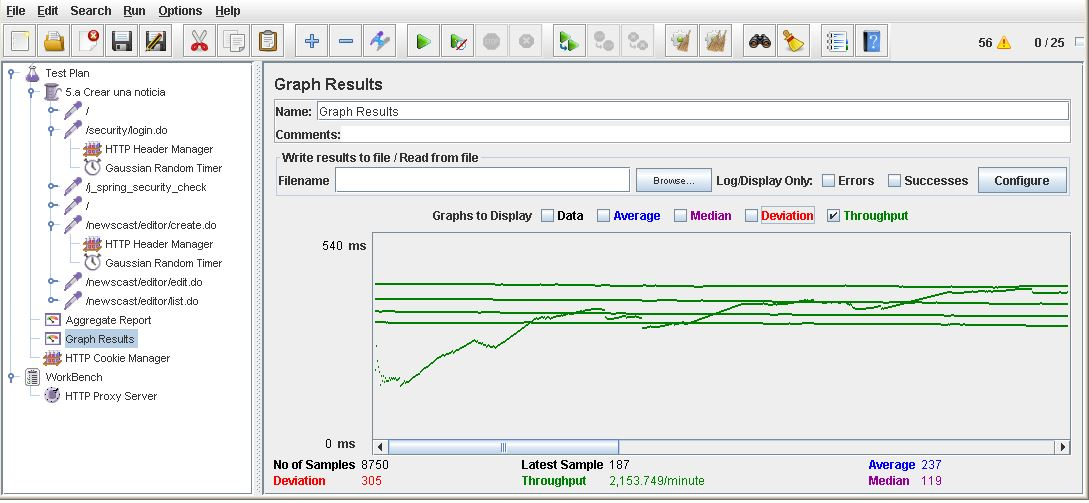 File Edit Search Run Options Help
56 0 / 25
Test Plan
5.a Crear una noticia
/
/security/login.do
HTTP Header Manager
Gaussian Random Timer
/j_spring_security_check
/
/newscast/editor/create.do
HTTP Header Manager
Gaussian Random Timer
/newscast/editor/edit.do
/newscast/editor/list.do
Aggregate Report
Graph Results
HTTP Cookie Manager
WorkBench
HTTP Proxy Server
Graph Results
Name: Graph Results
Comments:
Write results to file / Read from file
Filename Browse... Log/Display Only: Errors Successes Configure
Graphs to Display Data Average Median Deviation Throughput
540 ms
0 ms
No of Samples 8750 Latest Sample 187 Average 237
Deviation 305 Throughput 2,153.749/minute Median 119